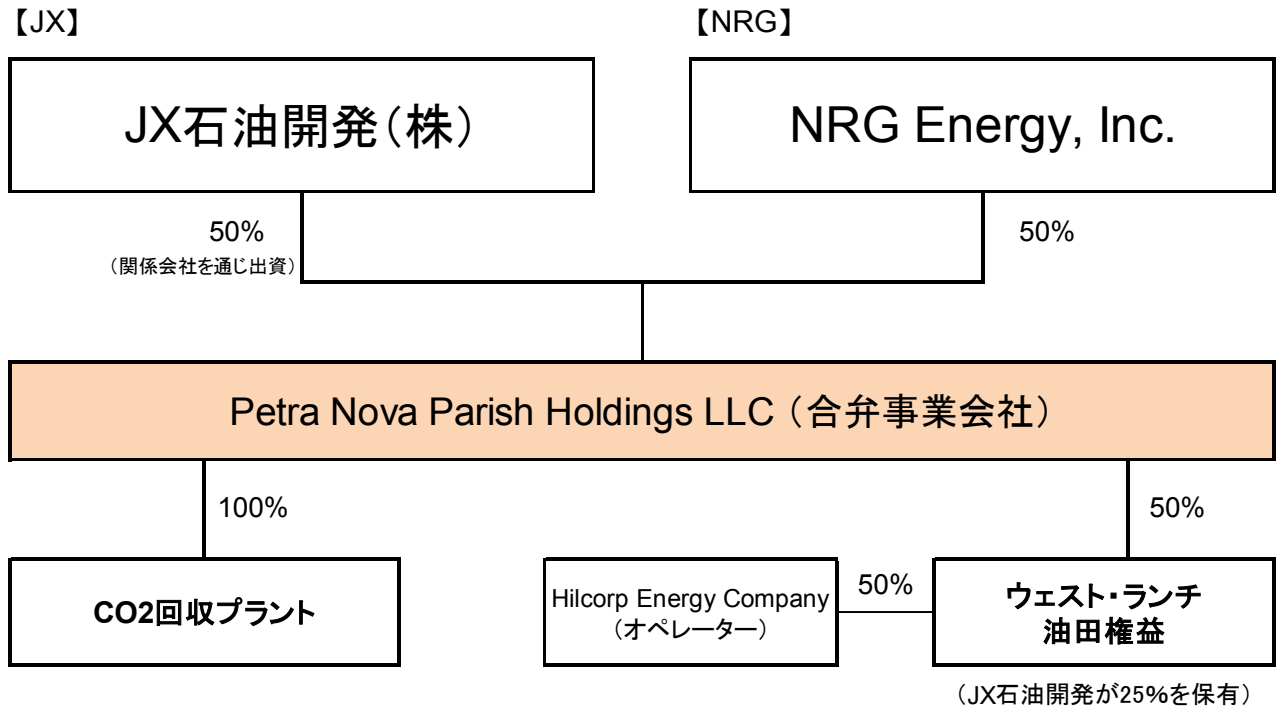 【JX】
【NRG】
JX石油開発(株)
NRG Energy, Inc.
50%
(関係会社を通じ出資)
50%
Petra Nova Parish Holdings LLC (合弁事業会社)
100%
50%
CO2回収プラント
Hilcorp Energy Company
(オペレーター)
50%
ウェスト・ランチ
油田権益
(JX石油開発が25%を保有)